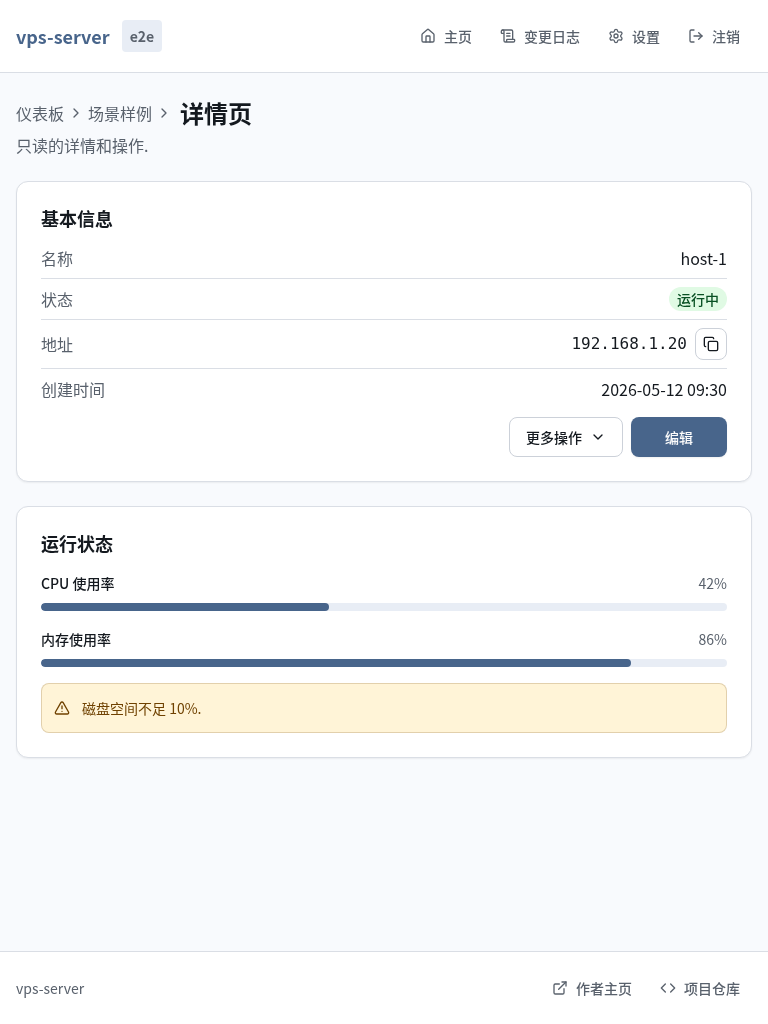 vps-server e2e 主页 变更日志 设置 注销
仪表板 场景样例 详情页
只读的详情和操作.
基本信息
名称 host-1
状态 运行中
地址 192.168.1.20
创建时间 2026-05-12 09:30
更多操作 编辑
运行状态
CPU 使用率 42%
内存使用率 86%
磁盘空间不足 10%.
vps-server 作者主页 项目仓库